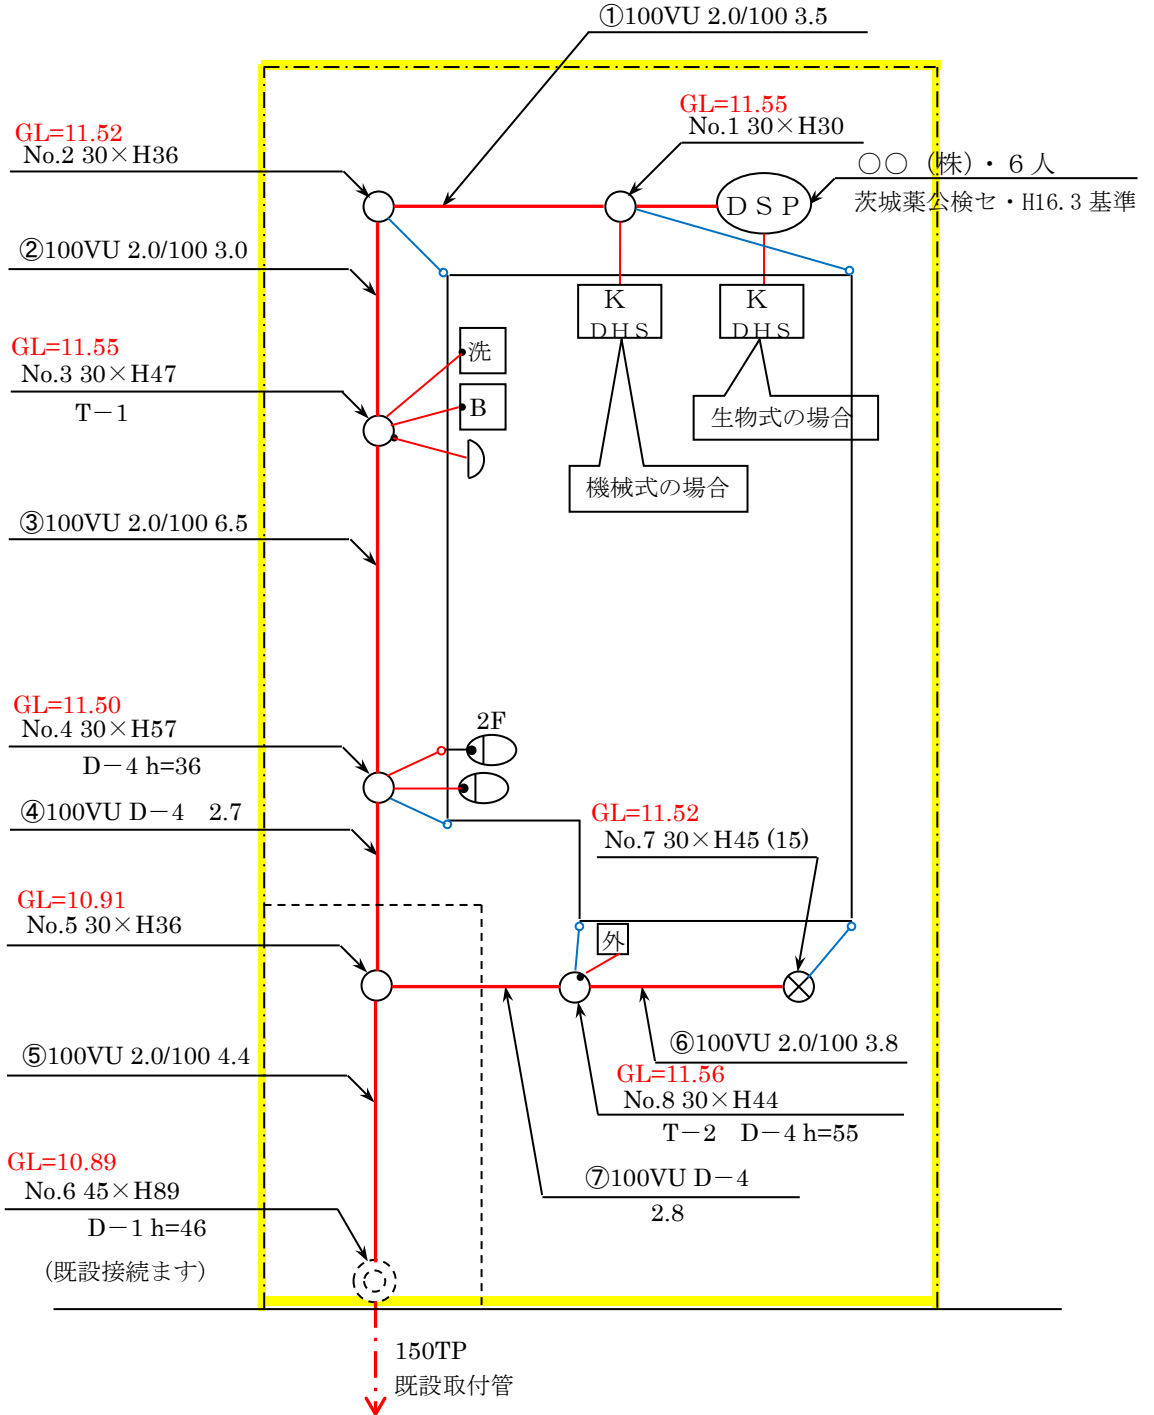 ①100VU 2.0/100 3.5
GL=11.55
No.1 30×H30
GL=11.52
No.2 30×H36
○○（株）・６人
茨城薬公検セ・H16.3 基準
ＤＳＰ
②100VU 2.0/100 3.0
K
DHS
K
DHS
GL=11.55
No.3 30×H47
T－1
洗
B
生物式の場合
機械式の場合
③100VU 2.0/100 6.5
GL=11.50
No.4 30×H57
D－4 h=36
2F
④100VU D－4　2.7
GL=11.52
No.7 30×H45 (15)
GL=10.91
No.5 30×H36
外
⑤100VU 2.0/100 4.4
⑥100VU 2.0/100 3.8
GL=11.56
No.8 30×H44
T－2　D－4 h=55
GL=10.89
No.6 45×H89
D－1 h=46
（既設接続ます）
⑦100VU D－4
2.8
150TP
既設取付管